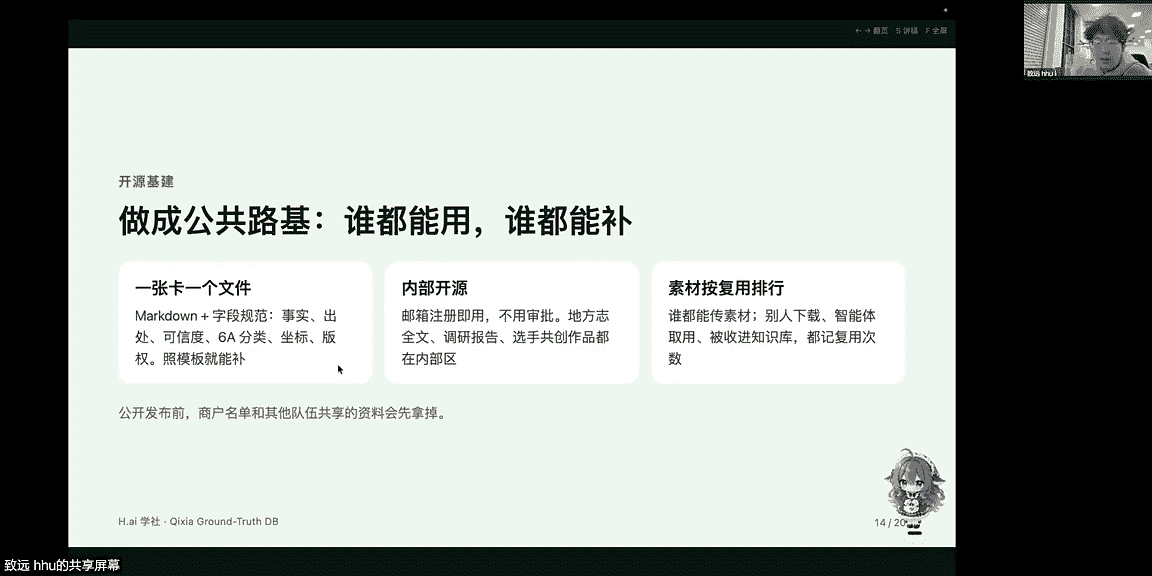 ← → 翻页 S 讲稿 F 全屏
致远 hhu
开源基建
做成公共路基：谁都能用，谁都能补
一张卡一个文件
Markdown + 字段规范：事实、出
处、可信度、6A 分类、坐标、版
权。照模板就能补
内部开源
邮箱注册即用，不用审批。地方志
全文、调研报告、选手共创作品都
在内部区
素材按复用排行
谁都能传素材；别人下载、智能体
取用、被收进知识库，都记复用次
数
公开发布前，商户名单和其他队伍共享的资料会先拿掉。
H.ai 学社 · Qixia Ground-Truth DB
14 / 20
致远 hhu的共享屏幕